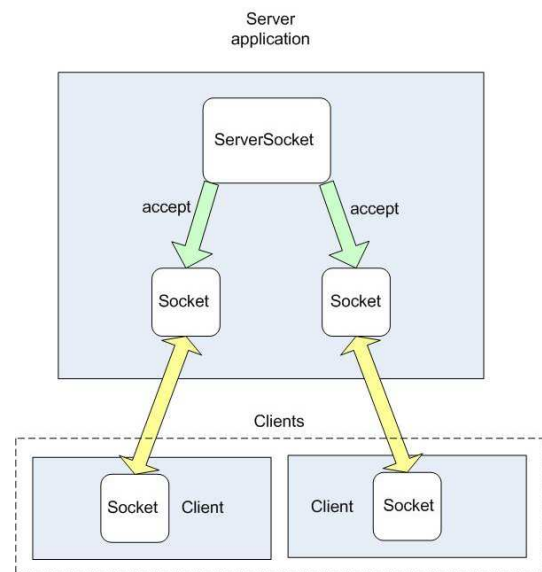 Server
application
ServerSocket
accept
accept
Socket
Socket
Clients
Socket
Client
Client
Socket